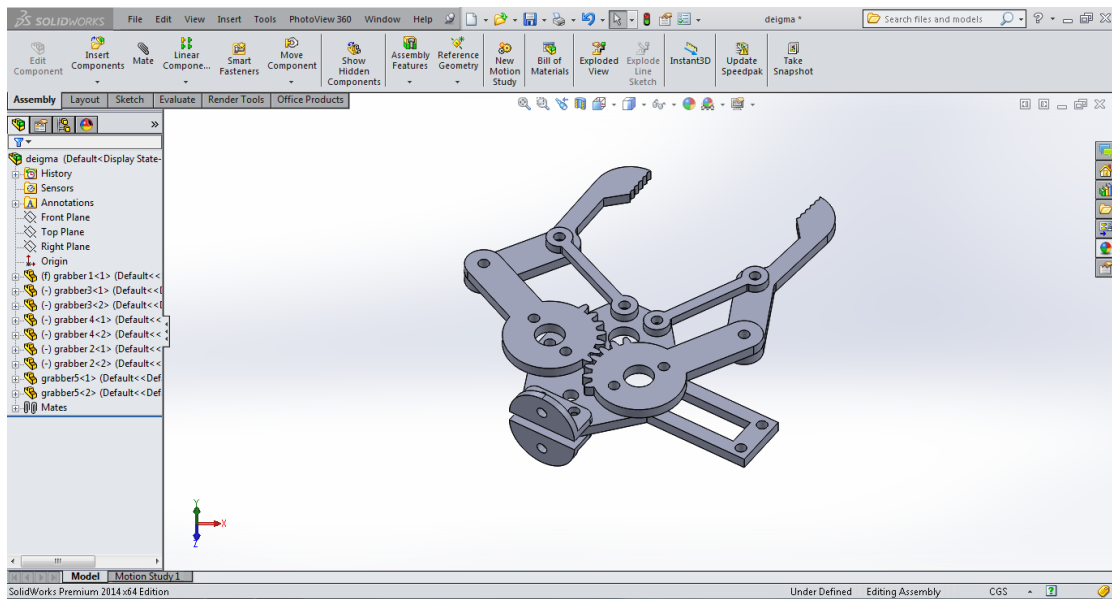 SOLIDWORKS File Edit View Insert Tools PhotoView 360 Window Help deigma * Search files and models
Edit Component
Insert Components
Mate
Linear Compone...
Smart Fasteners
Move Component
Show Hidden Components
Assembly Features
Reference Geometry
New Motion Study
Bill of Materials
Exploded View
Explode Line Sketch
Instant3D
Update Speedpak
Take Snapshot
Assembly Layout Sketch Evaluate Render Tools Office Products
deigma (Default<Display State-
History
Sensors
A Annotations
Front Plane
Top Plane
Right Plane
Origin
(f) grabber 1<1> (Default<<
(-) grabber3<1> (Default<<D
(-) grabber3<2> (Default<<D
(-) grabber 4<1> (Default<<
(-) grabber 4<2> (Default<<
(-) grabber 2<1> (Default<<
(-) grabber 2<2> (Default<<
grabber5<1> (Default<<Def
grabber5<2> (Default<<Def
Mates
Y
X
Z
Model Motion Study 1
SolidWorks Premium 2014 x64 Edition Under Defined Editing Assembly CGS